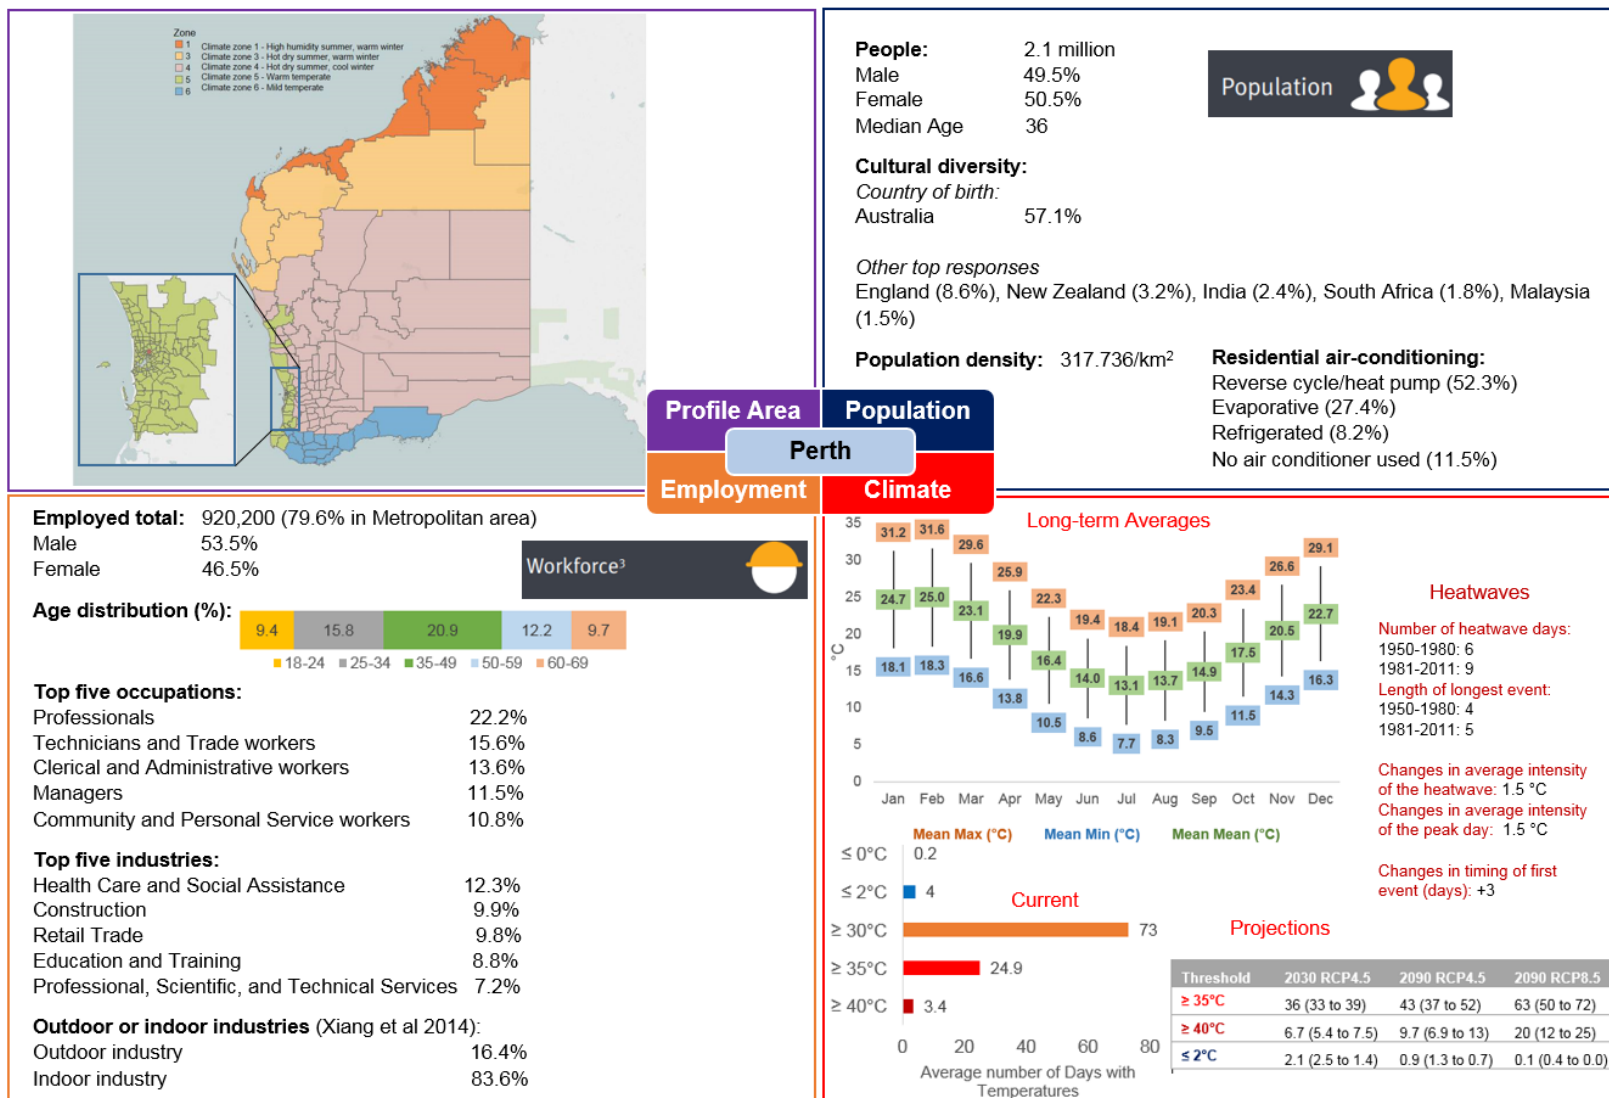 Zone
1 Climate zone 1 - High humidity summer, warm winter
3 Climate zone 3 - Hot dry summer, warm winter
4 Climate zone 4 - Hot dry summer, cool winter
5 Climate zone 5 - Warm temperate
6 Climate zone 6 - Mild temperate
People: 2.1 million
Male 49.5%
Female 50.5%
Median Age 36
Population
Cultural diversity:
Country of birth:
Australia 57.1%
Other top responses
England (8.6%), New Zealand (3.2%), India (2.4%), South Africa (1.8%), Malaysia
(1.5%)
Population density: 317.736/km²
Residential air-conditioning:
Reverse cycle/heat pump (52.3%)
Evaporative (27.4%)
Refrigerated (8.2%)
No air conditioner used (11.5%)
Profile Area
Population
Perth
Employment
Climate
Employed total: 920,200 (79.6% in Metropolitan area)
Male 53.5%
Female 46.5%
Workforce³
Age distribution (%):
9.4 15.8 20.9 12.2 9.7
18-24 25-34 35-49 50-59 60-69
Top five occupations:
Professionals 22.2%
Technicians and Trade workers 15.6%
Clerical and Administrative workers 13.6%
Managers 11.5%
Community and Personal Service workers 10.8%
Top five industries:
Health Care and Social Assistance 12.3%
Construction 9.9%
Retail Trade 9.8%
Education and Training 8.8%
Professional, Scientific, and Technical Services 7.2%
Outdoor or indoor industries (Xiang et al 2014):
Outdoor industry 16.4%
Indoor industry 83.6%
Long-term Averages
35
30
25
20
15
10
5
0
°C
31.2 31.6 29.6 25.9 22.3 19.4 18.4 19.1 20.3 23.4 26.6 29.1
24.7 25.0 23.1 19.9 16.4 14.0 13.1 13.7 14.9 17.5 20.5 22.7
18.1 18.3 16.6 13.8 10.5 8.6 7.7 8.3 9.5 11.5 14.3 16.3
Jan Feb Mar Apr May Jun Jul Aug Sep Oct Nov Dec
Mean Max (°C) Mean Min (°C) Mean Mean (°C)
Heatwaves
Number of heatwave days:
1950-1980: 6
1981-2011: 9
Length of longest event:
1950-1980: 4
1981-2011: 5
Changes in average intensity
of the heatwave: 1.5 °C
Changes in average intensity
of the peak day: 1.5 °C
Changes in timing of first
event (days): +3
Current
≤ 0°C 0.2
≤ 2°C 4
≥ 30°C 73
≥ 35°C 24.9
≥ 40°C 3.4
0 20 40 60 80
Average number of Days with
Temperatures
Projections
Threshold 2030 RCP4.5 2090 RCP4.5 2090 RCP8.5
≥ 35°C 36 (33 to 39) 43 (37 to 52) 63 (50 to 72)
≥ 40°C 6.7 (5.4 to 7.5) 9.7 (6.9 to 13) 20 (12 to 25)
≤ 2°C 2.1 (2.5 to 1.4) 0.9 (1.3 to 0.7) 0.1 (0.4 to 0.0)